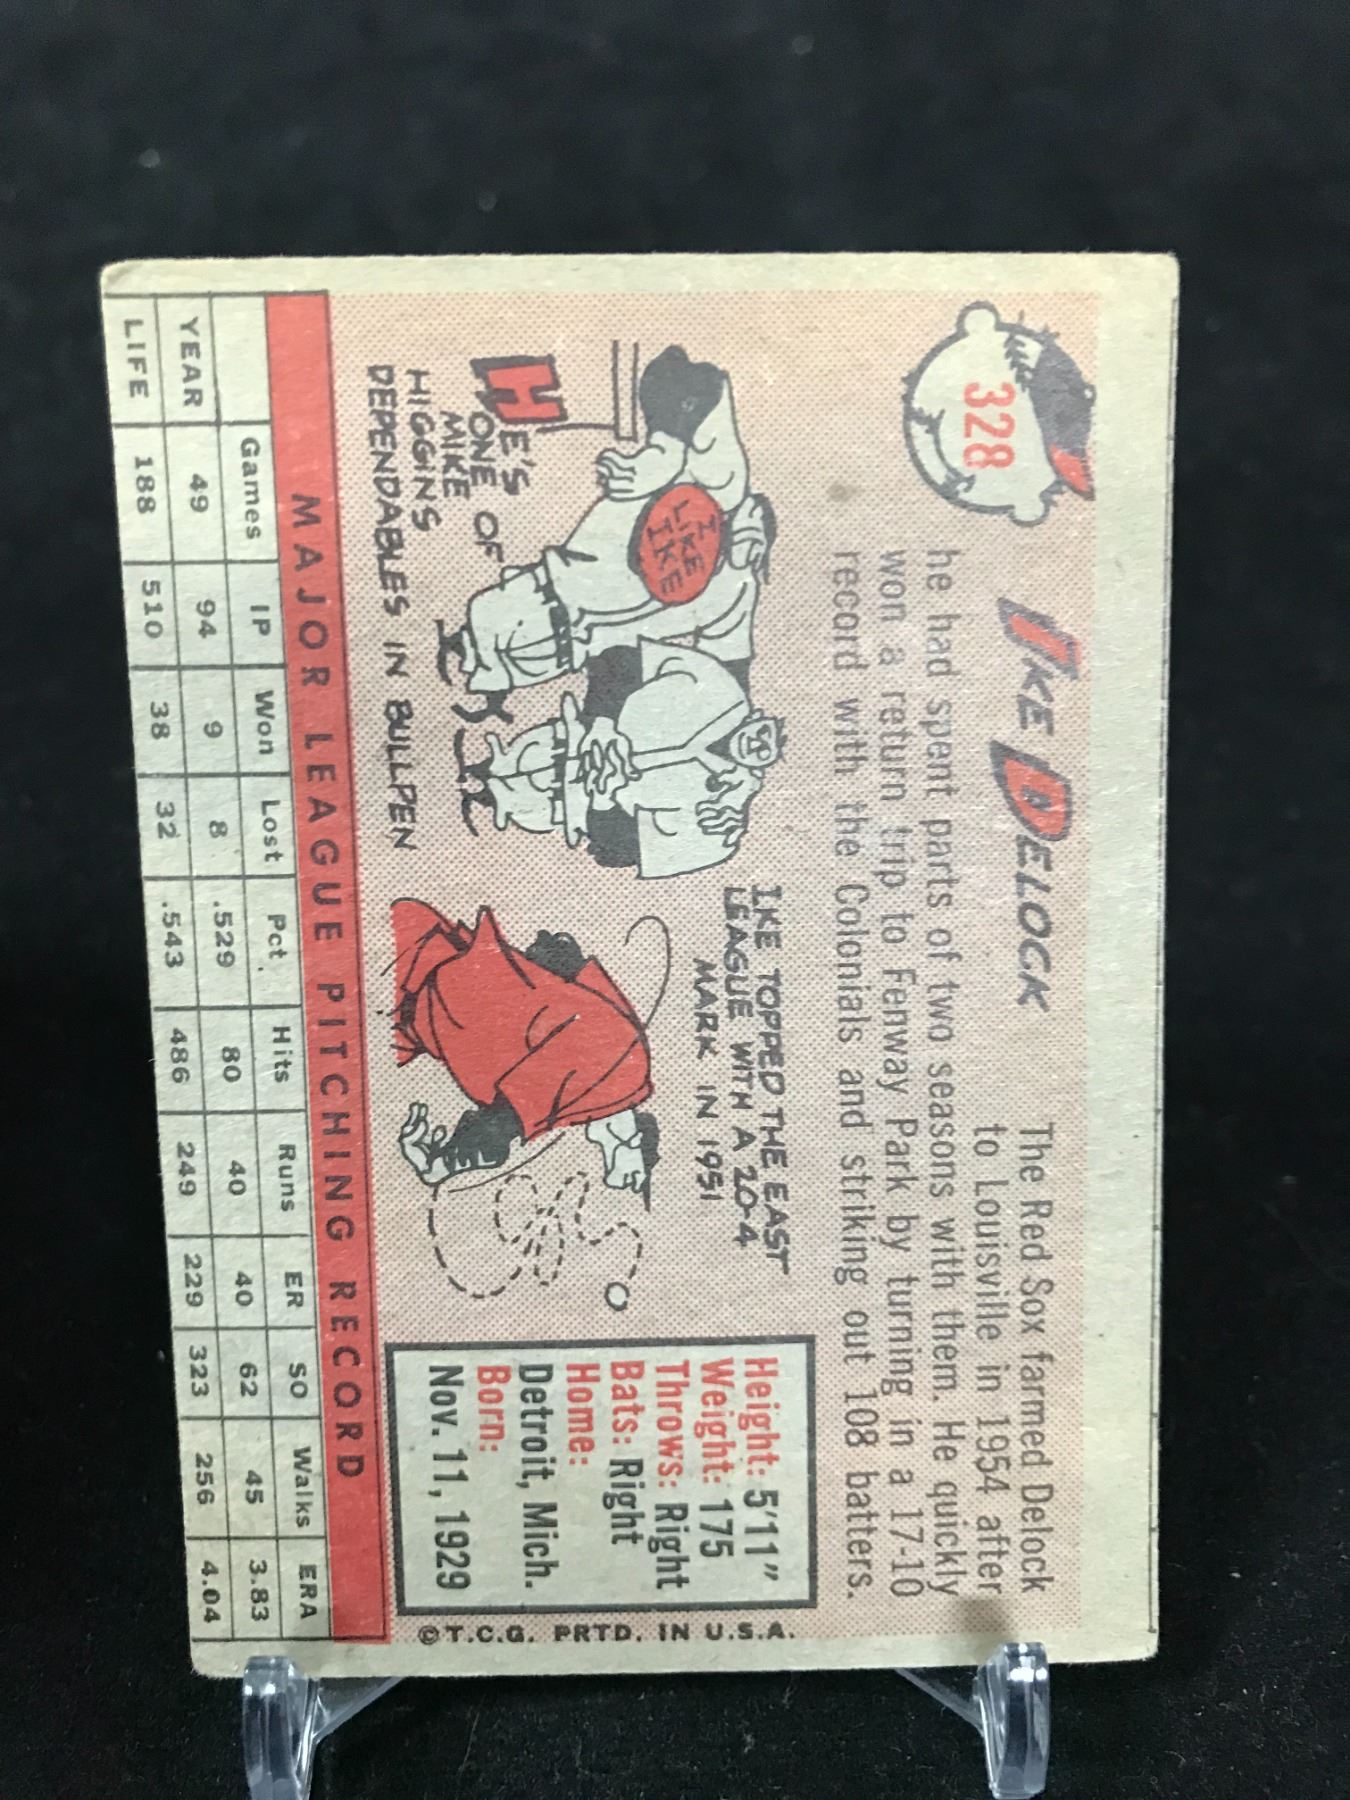 328
IKE DELOCK
The Red Sox farmed Delock
to Louisville in 1954 after
he had spent parts of two seasons with them. He quickly
won a return trip to Fenway Park by turning in a 17-10
record with the Colonials and striking out 108 batters.
I
LIKE
IKE
HE'S
ONE OF
MIKE
HIGGINS
DEPENDABLES IN BULLPEN
IKE TOPPED THE EAST
LEAGUE WITH A 20-4
MARK IN 1951
Height: 5'11"
Weight: 175
Throws: Right
Bats: Right
Home:
Detroit, Mich.
Born:
Nov. 11, 1929
©T.C.G. PRTD. IN U.S.A.
MAJOR LEAGUE PITCHING RECORD
Games IP Won Lost Pct. Hits Runs ER SO Walks ERA
YEAR 49 94 9 8 .529 80 40 40 62 45 3.83
LIFE 188 510 38 32 .543 486 249 229 323 256 4.04